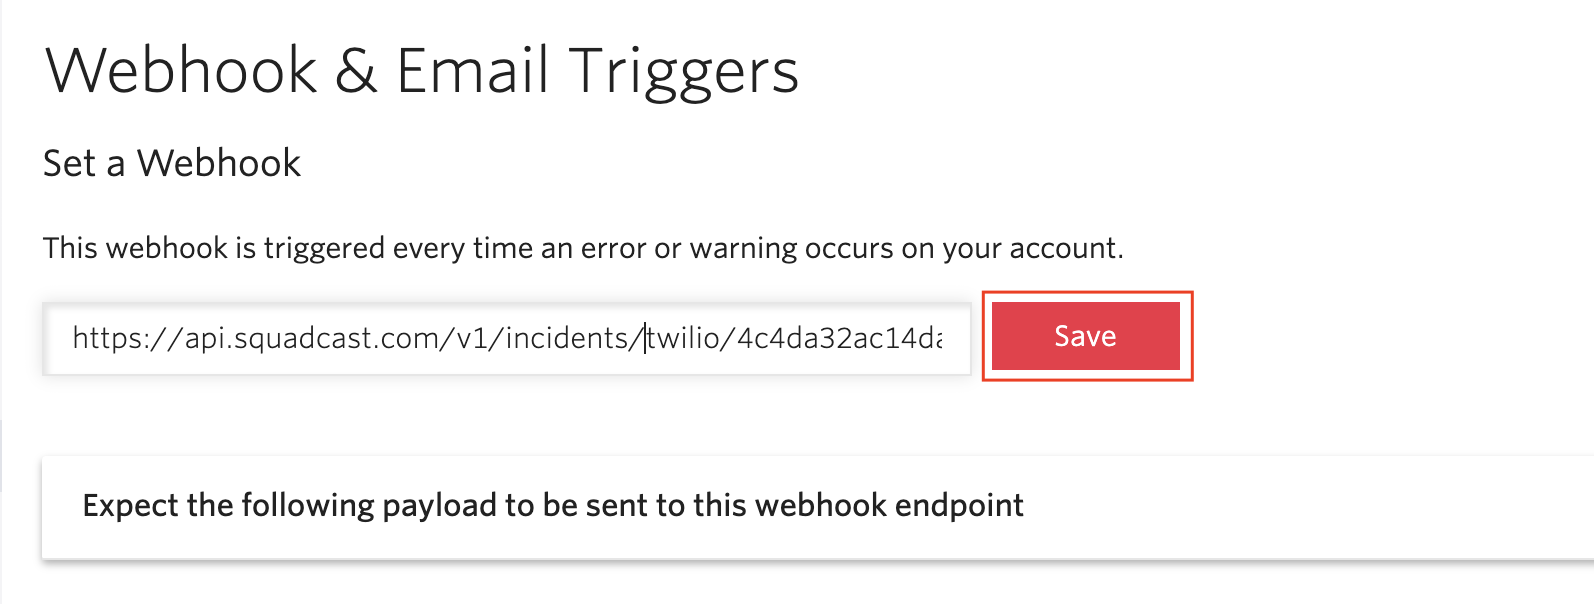 Webhook & Email Triggers
Set a Webhook
This webhook is triggered every time an error or warning occurs on your account.
https://api.squadcast.com/v1/incidents/twilio/4c4da32ac14da
Save
Expect the following payload to be sent to this webhook endpoint